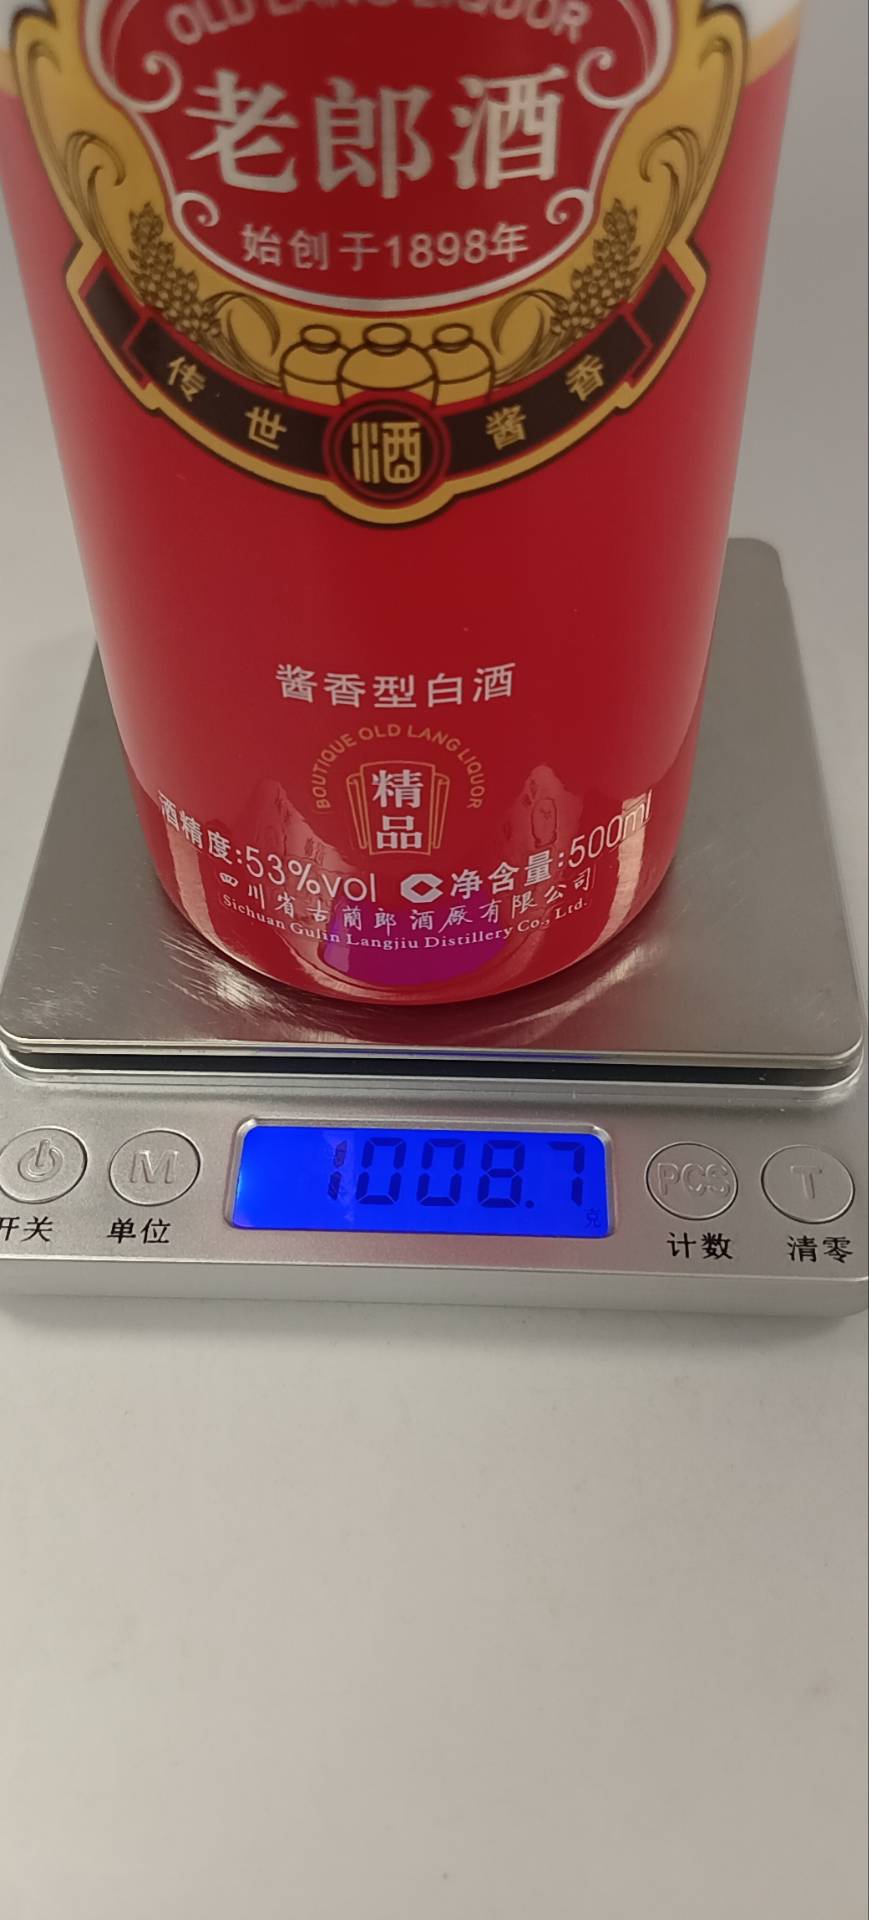 OLD LANG LIQUOR
老郎酒
始创于1898年
传世酒酱香
酱香型白酒
BOUTIQUE OLD LANG LIQUOR
精品
酒精度:53%vol 净含量:500ml
四川省古蔺郎酒厰有限公司
Sichuan Gulin Langjiu Distillery Co., Ltd.
M 1008.7 克 PCS T
开关 单位 计数 清零